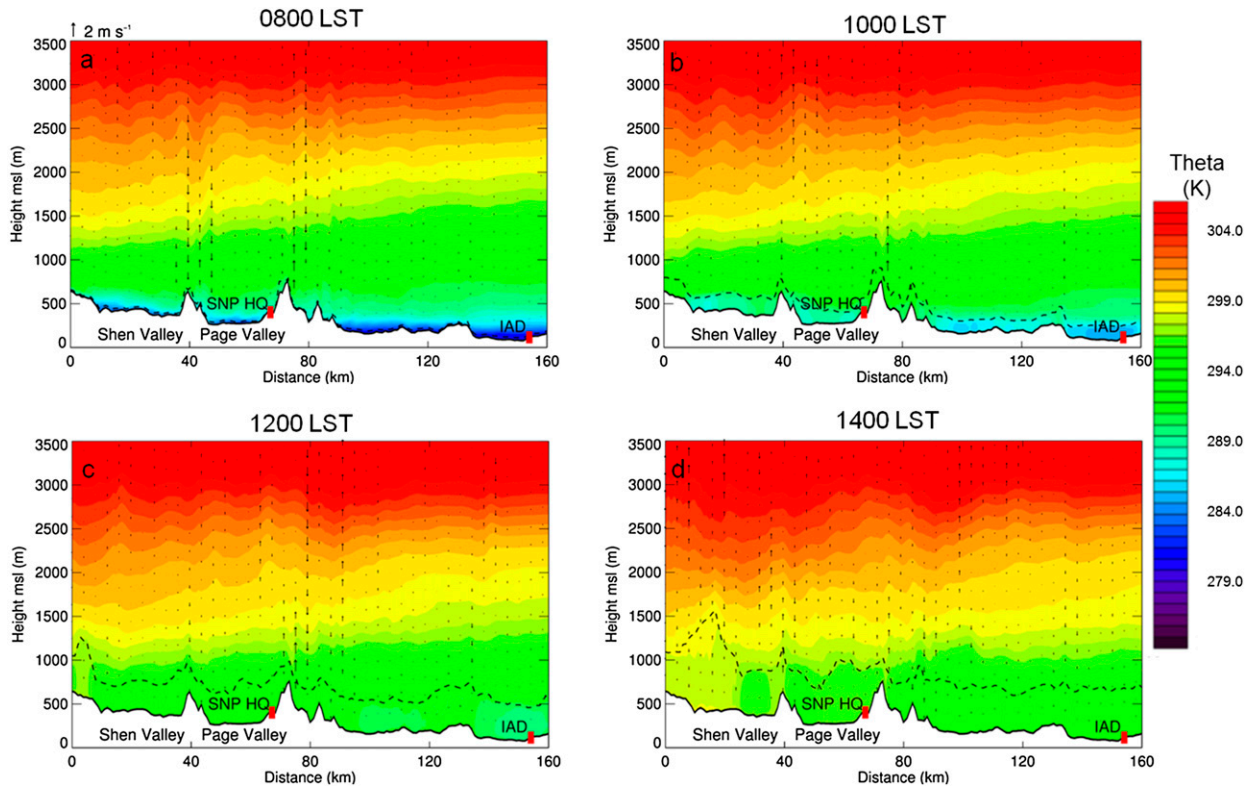 0800 LST
1000 LST
↑ 2 m s⁻¹
a
3500
3000
2500
2000
1500
1000
500
0
Height msl (m)
SNP HQ
IAD
Shen Valley Page Valley
0 40 80 120 160
Distance (km)
b
3500
3000
2500
2000
1500
1000
500
0
Height msl (m)
SNP HQ
IAD
Shen Valley Page Valley
0 40 80 120 160
Distance (km)
Theta
(K)
304.0
299.0
294.0
289.0
284.0
279.0
1200 LST
1400 LST
c
3500
3000
2500
2000
1500
1000
500
0
Height msl (m)
SNP HQ
IAD
Shen Valley Page Valley
0 40 80 120 160
Distance (km)
d
3500
3000
2500
2000
1500
1000
500
0
Height msl (m)
SNP HQ
IAD
Shen Valley Page Valley
0 40 80 120 160
Distance (km)